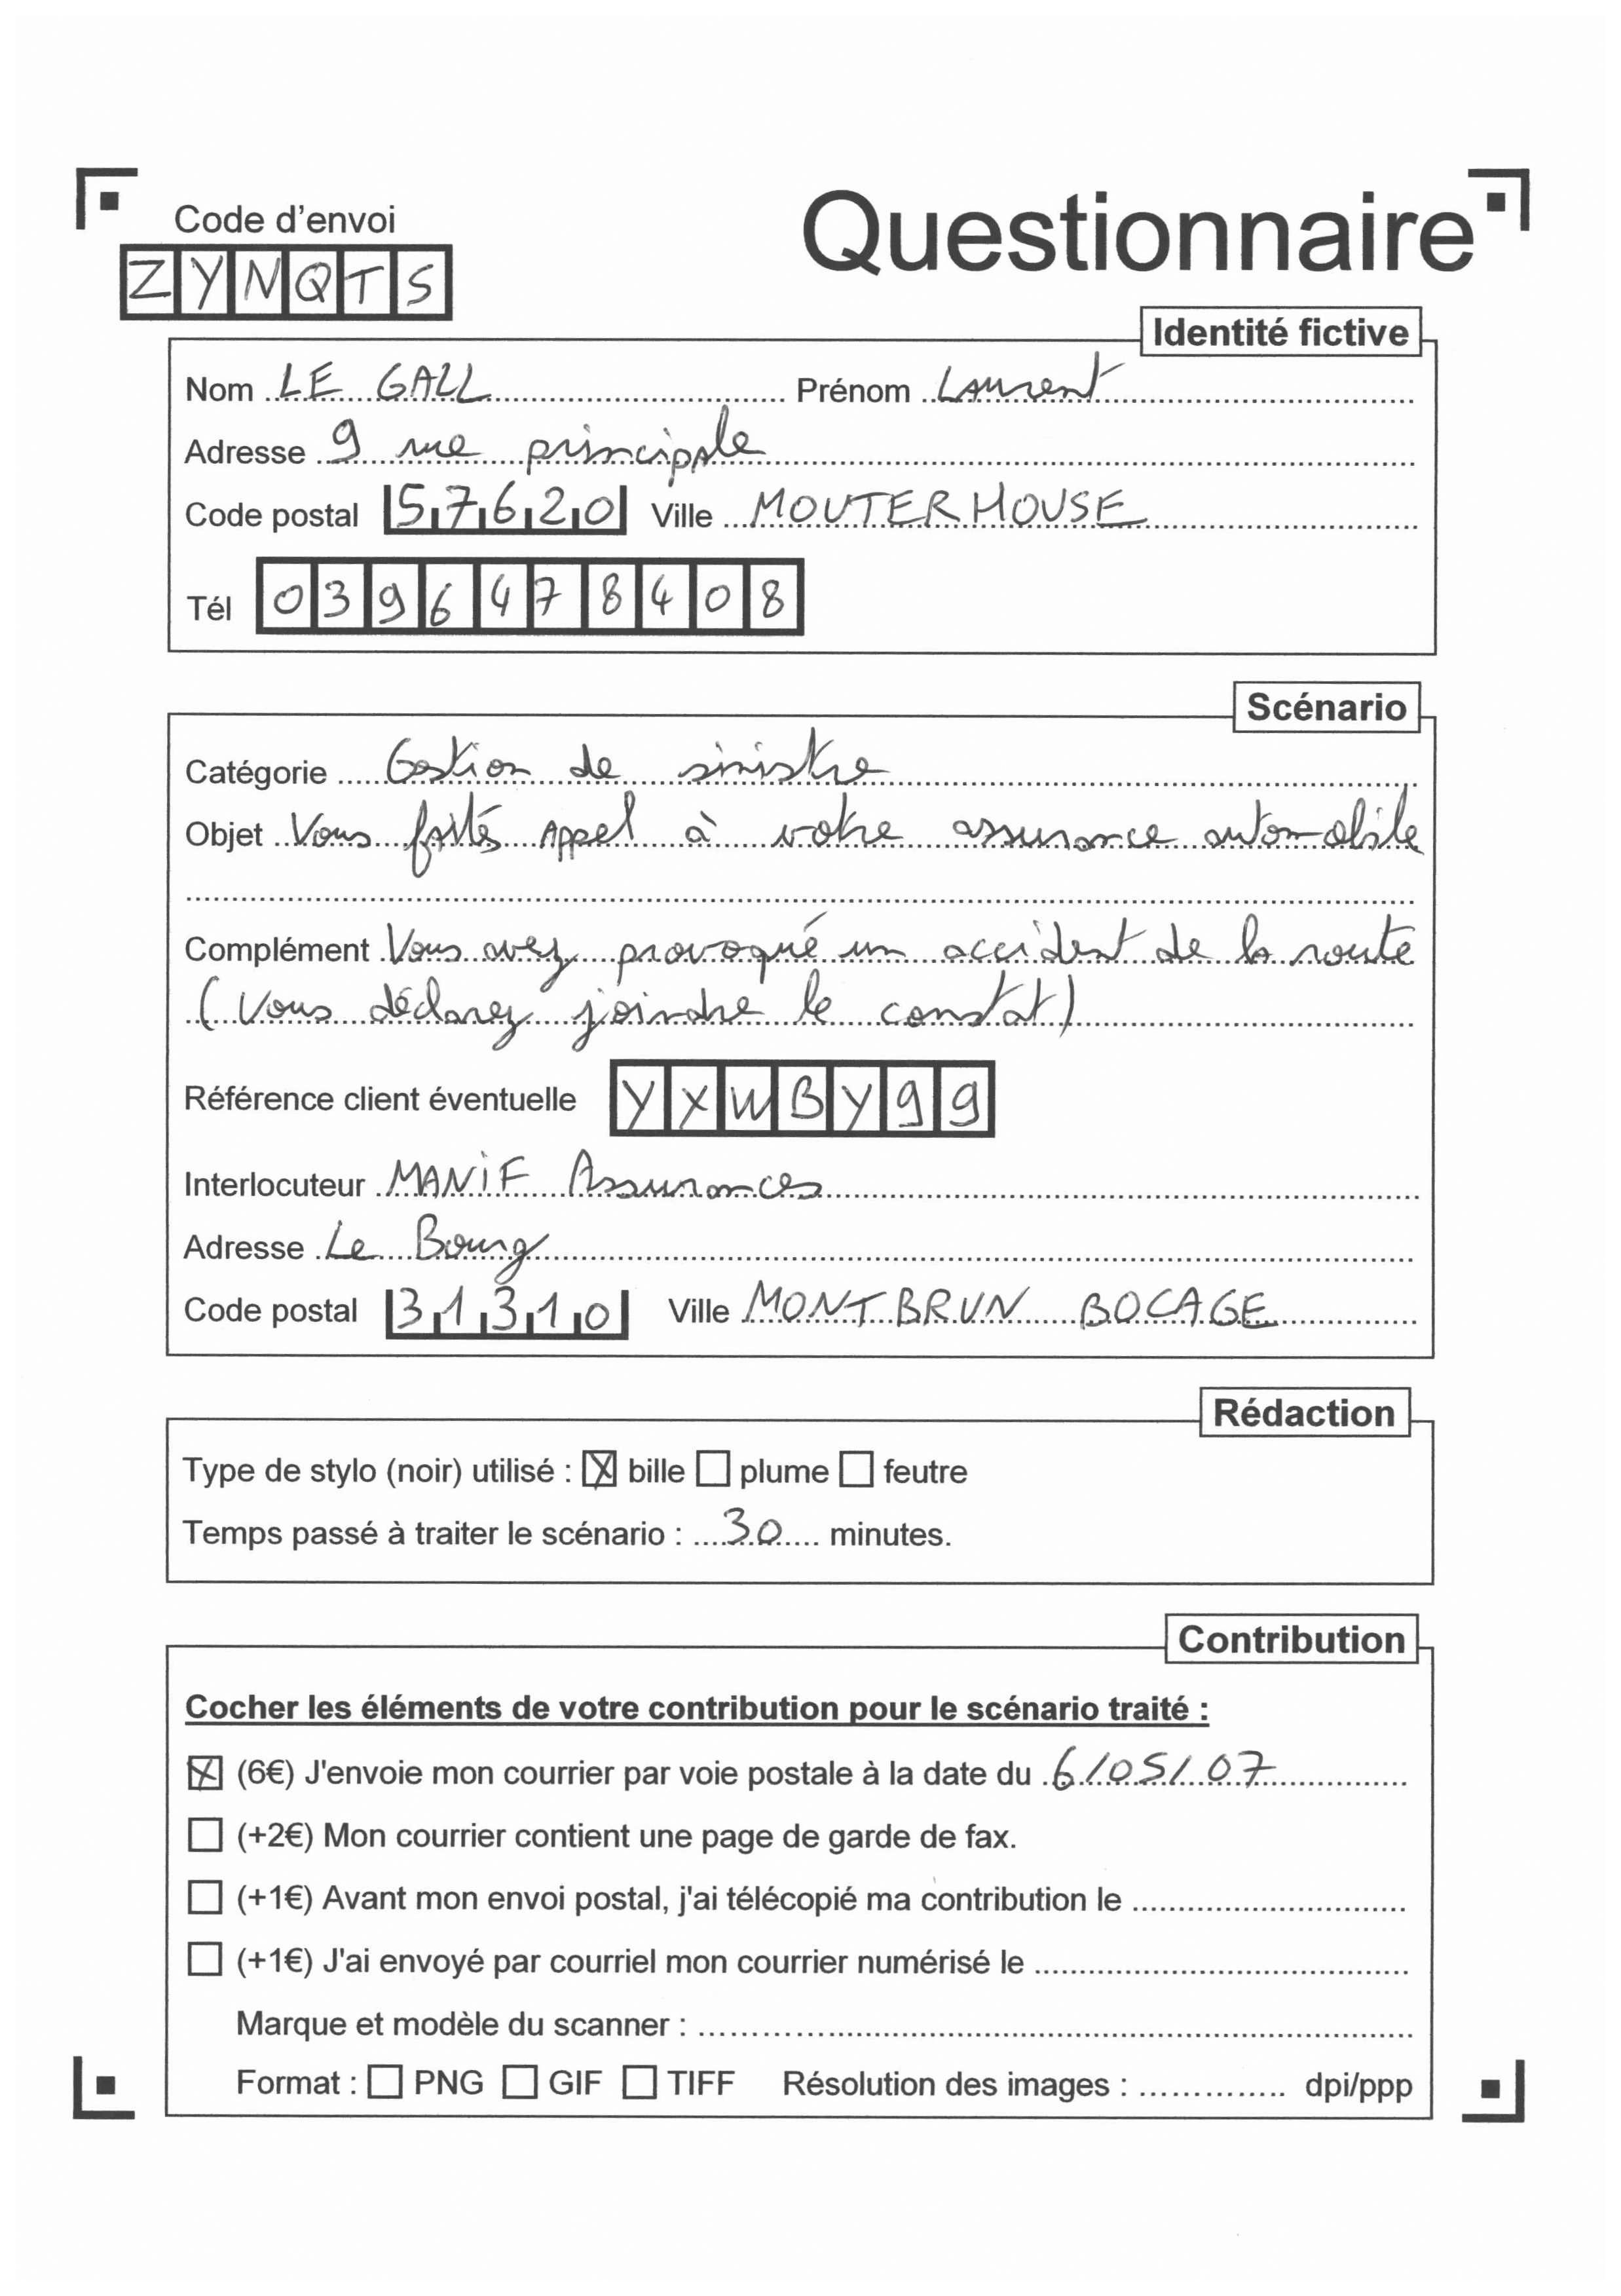 Code d'envoi
Questionnaire
ZYNQTS
Identité fictive
Nom LE GALL Prénom Laurent
Adresse 9 rue principale
Code postal 57620 Ville MOUTERHOUSE
Tél 0396478408
Scénario
Catégorie Gestion de sinistre
Objet Vous faites Appel à votre assurance automobile
Complément Vous avez provoqué un accident de la route
(Vous déclarez joindre le constat)
Référence client éventuelle YXWBY99
Interlocuteur MANIF Assurances
Adresse Le Bourg
Code postal 31310 Ville MONTBRUN BOCAGE
Rédaction
Type de stylo (noir) utilisé : ☒ bille ☐ plume ☐ feutre
Temps passé à traiter le scénario : 30 minutes.
Contribution
Cocher les éléments de votre contribution pour le scénario traité :
☒ (6€) J'envoie mon courrier par voie postale à la date du 6/05/07
☐ (+2€) Mon courrier contient une page de garde de fax.
☐ (+1€) Avant mon envoi postal, j'ai télécopié ma contribution le
☐ (+1€) J'ai envoyé par courriel mon courrier numérisé le
Marque et modèle du scanner :
Format : ☐ PNG ☐ GIF ☐ TIFF Résolution des images : dpi/ppp